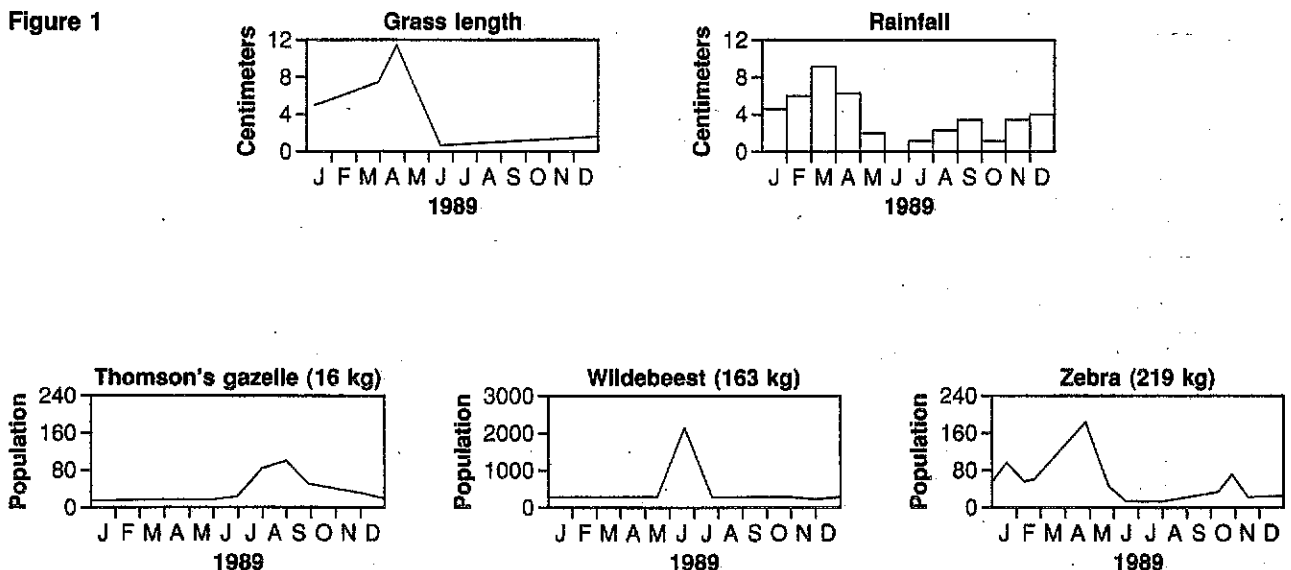 Figure 1
Grass length
Centimeters
12
8
4
0
J F M A M J J A S O N D
1989
Rainfall
Centimeters
12
8
4
0
J F M A M J J A S O N D
1989
Thomson's gazelle (16 kg)
Population
240
160
80
0
J F M A M J J A S O N D
1989
Wildebeest (163 kg)
Population
3000
2000
1000
0
J F M A M J J A S O N D
1989
Zebra (219 kg)
Population
240
160
80
0
J F M A M J J A S O N D
1989